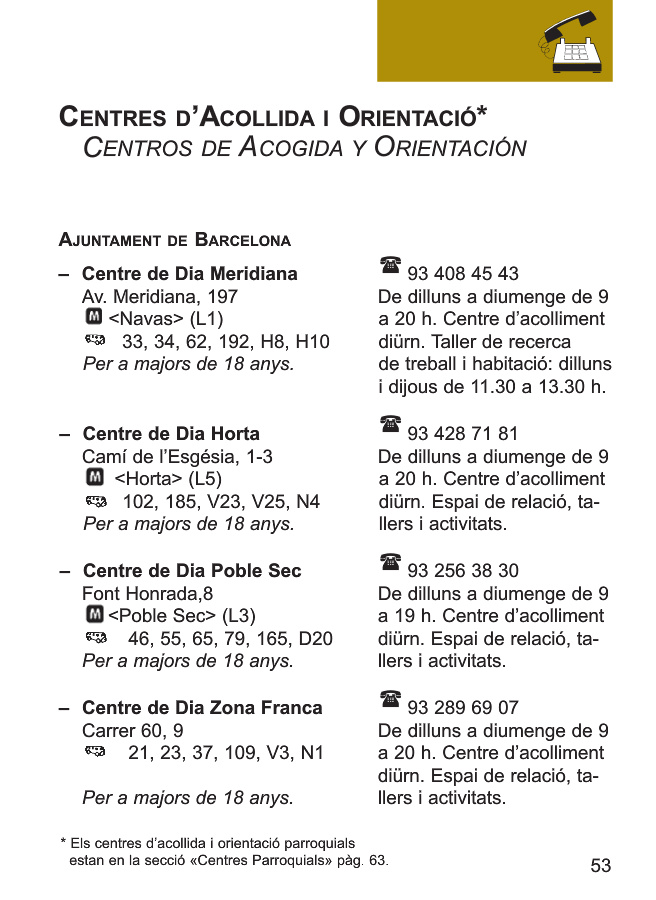 CENTRES D'ACOLLIDA I ORIENTACIÓ*
CENTROS DE ACOGIDA Y ORIENTACIÓN
AJUNTAMENT DE BARCELONA
– Centre de Dia Meridiana
Av. Meridiana, 197
M <Navas> (L1)
33, 34, 62, 192, H8, H10
Per a majors de 18 anys.
93 408 45 43
De dilluns a diumenge de 9
a 20 h. Centre d'acolliment
diürn. Taller de recerca
de treball i habitació: dilluns
i dijous de 11.30 a 13.30 h.
– Centre de Dia Horta
Camí de l'Esgésia, 1-3
M <Horta> (L5)
102, 185, V23, V25, N4
Per a majors de 18 anys.
93 428 71 81
De dilluns a diumenge de 9
a 20 h. Centre d'acolliment
diürn. Espai de relació, ta-
llers i activitats.
– Centre de Dia Poble Sec
Font Honrada,8
M <Poble Sec> (L3)
46, 55, 65, 79, 165, D20
Per a majors de 18 anys.
93 256 38 30
De dilluns a diumenge de 9
a 19 h. Centre d'acolliment
diürn. Espai de relació, ta-
llers i activitats.
– Centre de Dia Zona Franca
Carrer 60, 9
21, 23, 37, 109, V3, N1
Per a majors de 18 anys.
93 289 69 07
De dilluns a diumenge de 9
a 20 h. Centre d'acolliment
diürn. Espai de relació, ta-
llers i activitats.
* Els centres d'acollida i orientació parroquials
estan en la secció «Centres Parroquials» pàg. 63.
53